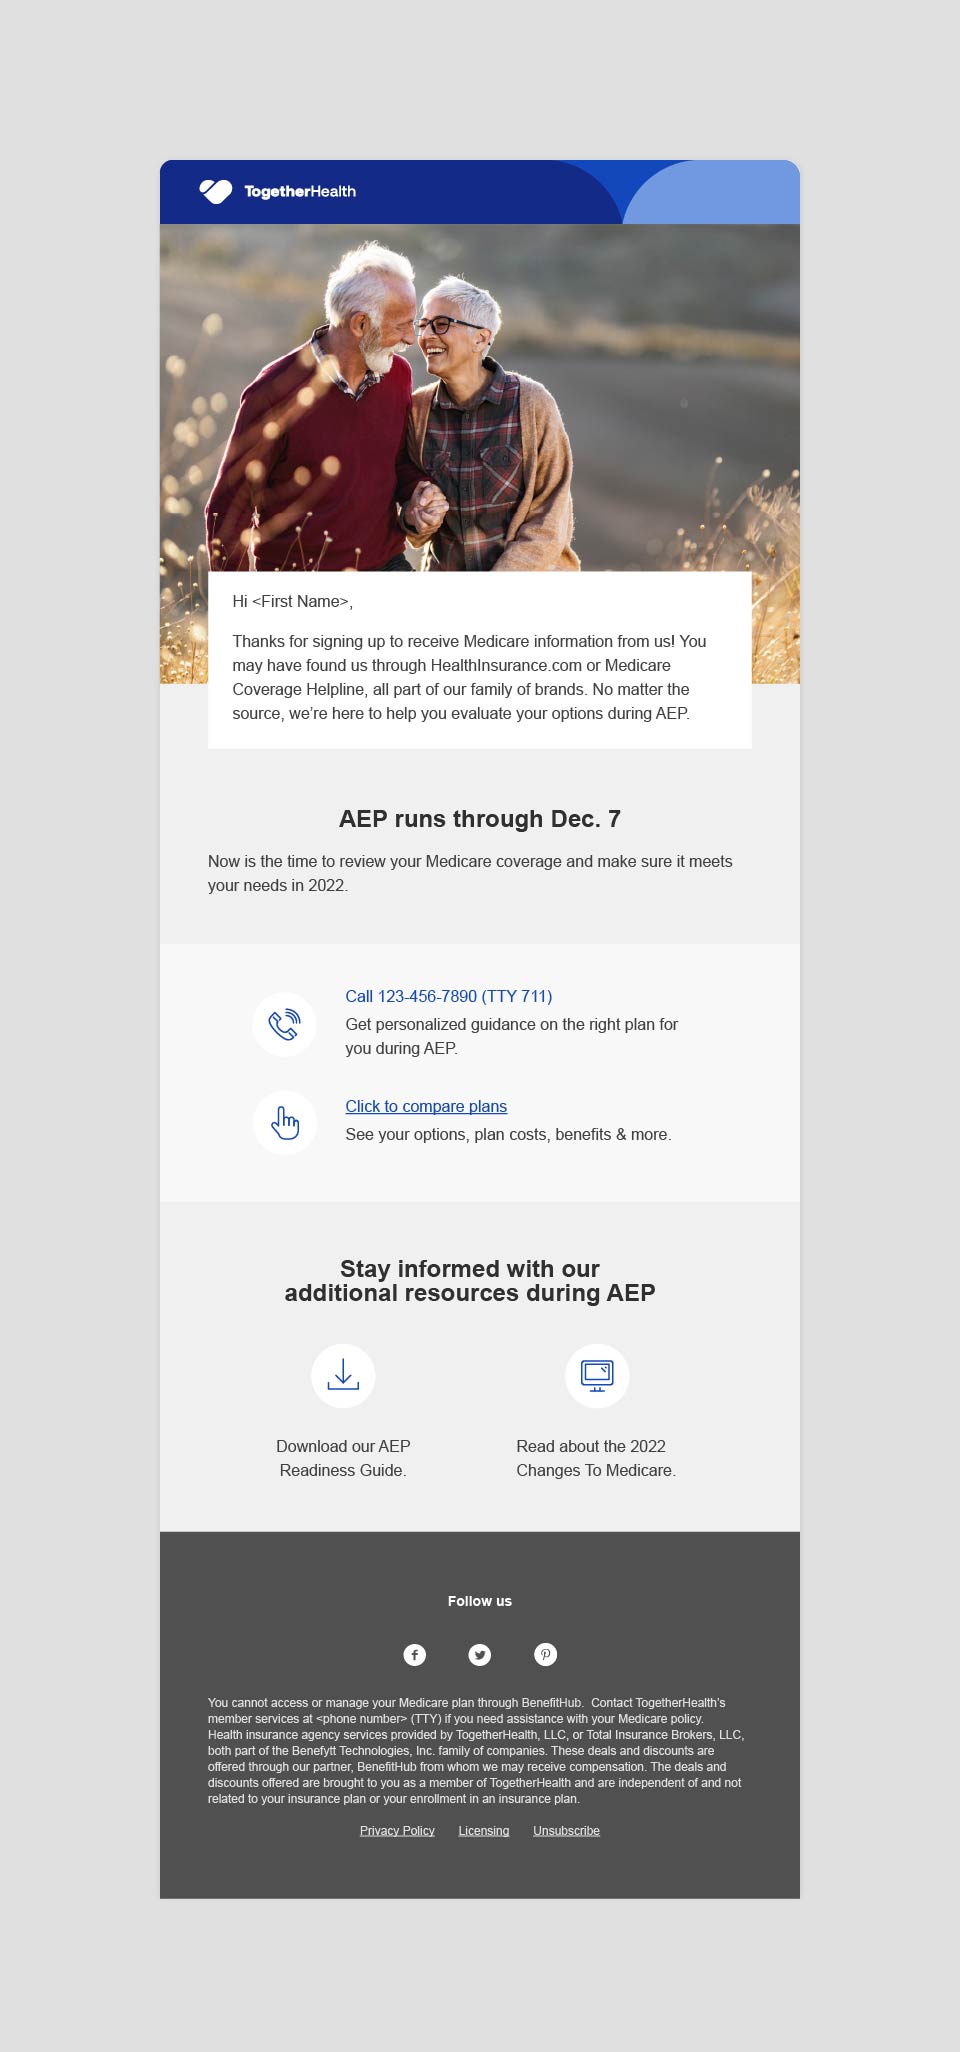 TogetherHealth
Hi <First Name>,
Thanks for signing up to receive Medicare information from us! You
may have found us through HealthInsurance.com or Medicare
Coverage Helpline, all part of our family of brands. No matter the
source, we’re here to help you evaluate your options during AEP.
AEP runs through Dec. 7
Now is the time to review your Medicare coverage and make sure it meets
your needs in 2022.
Call 123-456-7890 (TTY 711)
Get personalized guidance on the right plan for
you during AEP.
Click to compare plans
See your options, plan costs, benefits & more.
Stay informed with our
additional resources during AEP
Download our AEP
Readiness Guide.
Read about the 2022
Changes To Medicare.
Follow us
You cannot access or manage your Medicare plan through BenefitHub.  Contact TogetherHealth’s
member services at <phone number> (TTY) if you need assistance with your Medicare policy.
Health insurance agency services provided by TogetherHealth, LLC, or Total Insurance Brokers, LLC,
both part of the Benefytt Technologies, Inc. family of companies. These deals and discounts are
offered through our partner, BenefitHub from whom we may receive compensation. The deals and
discounts offered are brought to you as a member of TogetherHealth and are independent of and not
related to your insurance plan or your enrollment in an insurance plan.
Privacy Policy Licensing Unsubscribe